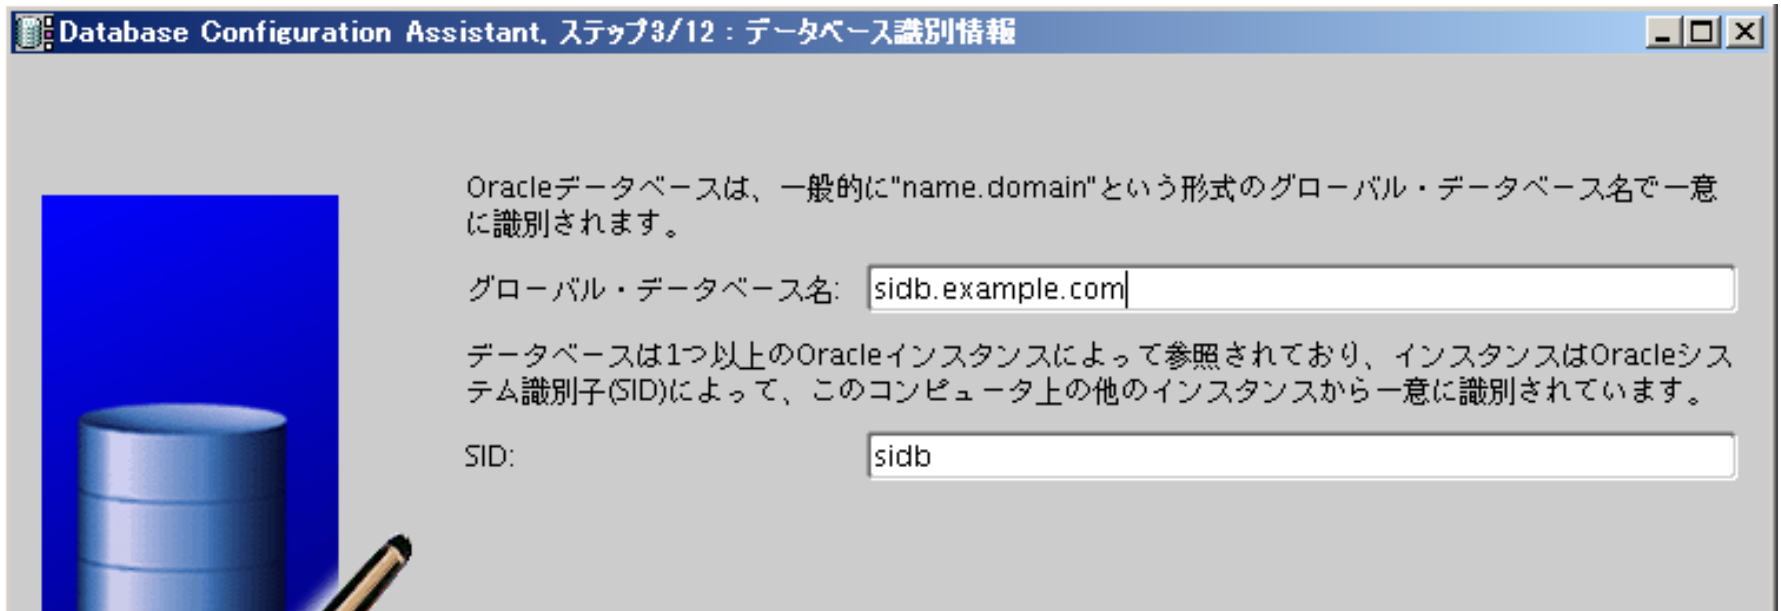 Database Configuration Assistant, ステップ3/12 : データベース識別情報
Oracleデータベースは、一般的に"name.domain"という形式のグローバル・データベース名で一意
に識別されます。
グローバル・データベース名: sidb.example.com
データベースは1つ以上のOracleインスタンスによって参照されており、インスタンスはOracleシス
テム識別子(SID)によって、このコンピュータ上の他のインスタンスから一意に識別されています。
SID: sidb